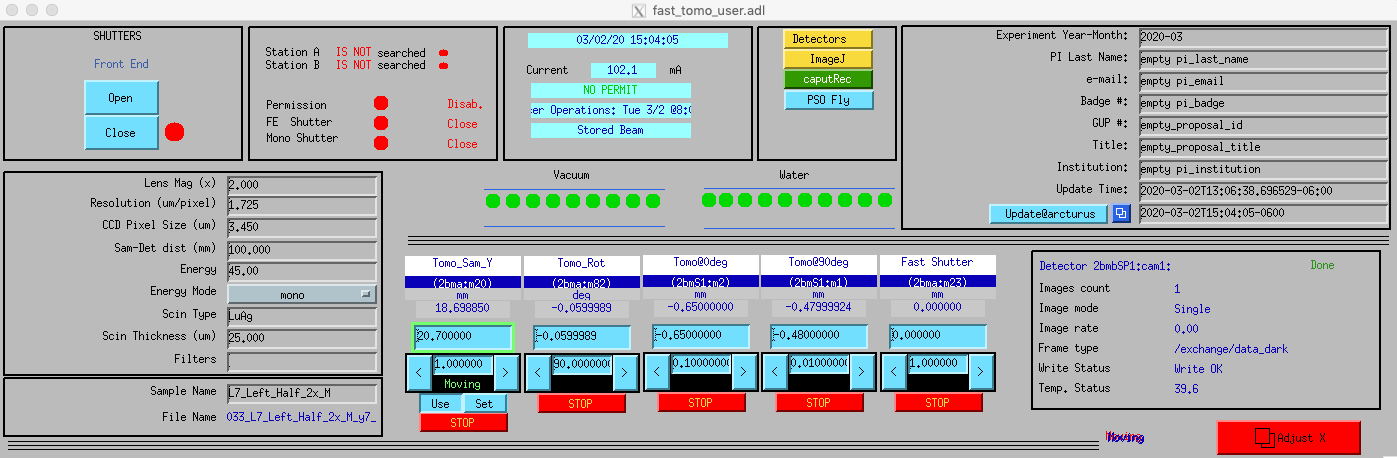 fast_tomo_user.adl
SHUTTERS
Front End
Open
Close
Station A IS NOT searched
Station B IS NOT searched
Permission Disab.
FE Shutter Close
Mono Shutter Close
03/02/20 15:04:05
Current 102.1 mA
NO PERMIT
er Operations: Tue 3/2 @8:
Stored Beam
Detectors
ImageJ
caputRec
PSO Fly
Experiment Year-Month: 2020-03
PI Last Name: empty pi_last_name
e-mail: empty pi_email
Badge #: empty pi_badge
GUP #: empty_proposal_id
Title: empty_proposal_title
Institution: empty pi_institution
Update Time: 2020-03-02T13:06:38.696529-06:00
Update@arcturus 2020-03-02T15:04:05-0600
Lens Mag (x) 2.000
Resolution (um/pixel) 1.725
CCD Pixel Size (um) 3.450
Sam-Det dist (mm) 100.000
Energy 45.00
Energy Mode mono
Scin Type LuAg
Scin Thickness (um) 25.000
Filters
Sample Name L7_Left_Half_2x_M
File Name 033_L7_Left_Half_2x_M_y7_
Vacuum
Water
Tomo_Sam_Y Tomo_Rot Tomo@0deg Tomo@90deg Fast Shutter
(2bma:m20) (2bma:m82) (2bmS1:m2) (2bmS1:m1) (2bma:m23)
mm deg mm mm mm
18.698850 -0.0599989 -0.65000000 -0.47999924 0.000000
20.700000 -0.0599989 -0.65000000 -0.48000000 0.000000
< 1.000000 > < 90.000000 > < 0.1000000 > < 0.0100000 > < 1.000000 >
Moving
Use Set
STOP STOP STOP STOP STOP
Detector 2bmbSP1:cam1: Done
Images count 1
Image mode Single
Image rate 0.00
Frame type /exchange/data_dark
Write Status Write OK
Temp. Status 39.6
Moving
Adjust X